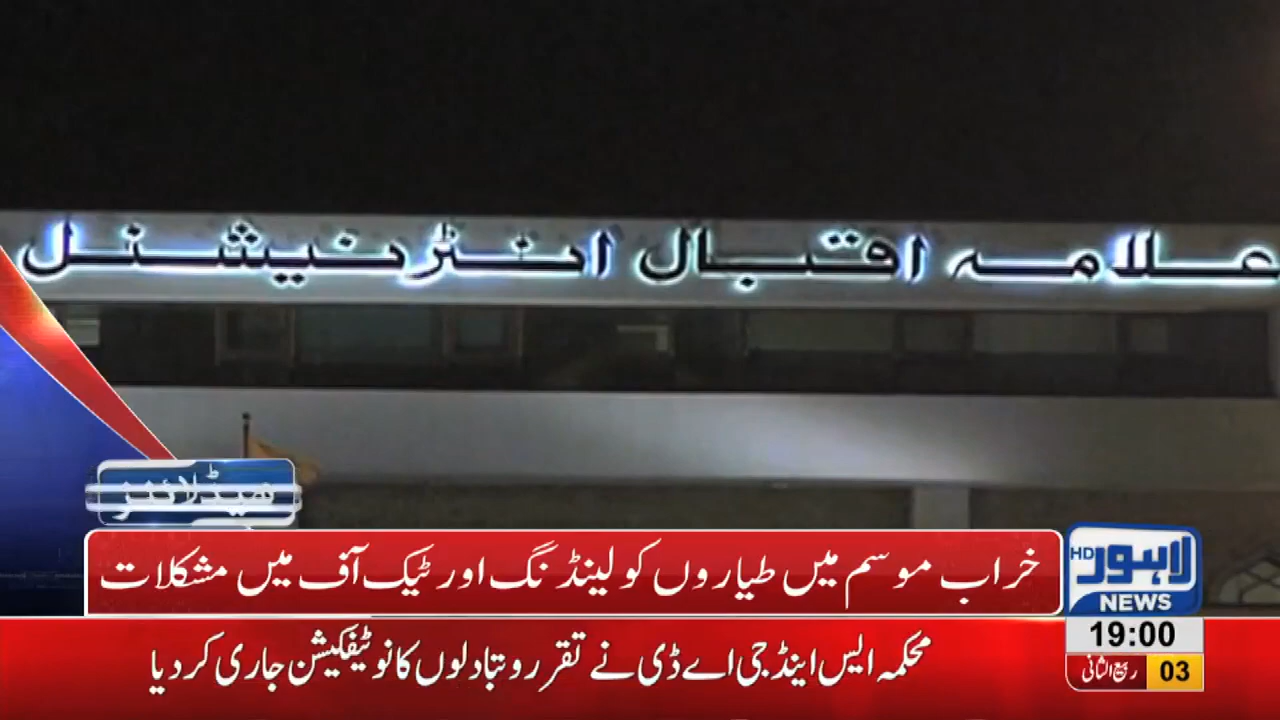 علامہ اقبال انٹرنیشنل
ہیڈلائنز
خراب موسم میں طیاروں کو لینڈنگ اور ٹیک آف میں مشکلات
HD لاہور
NEWS
19:00
محکمہ ایس اینڈ جی اے ڈی نے تقرر و تبادلوں کا نوٹیفکیشن جاری کر دیا
03 ربیع الثانی